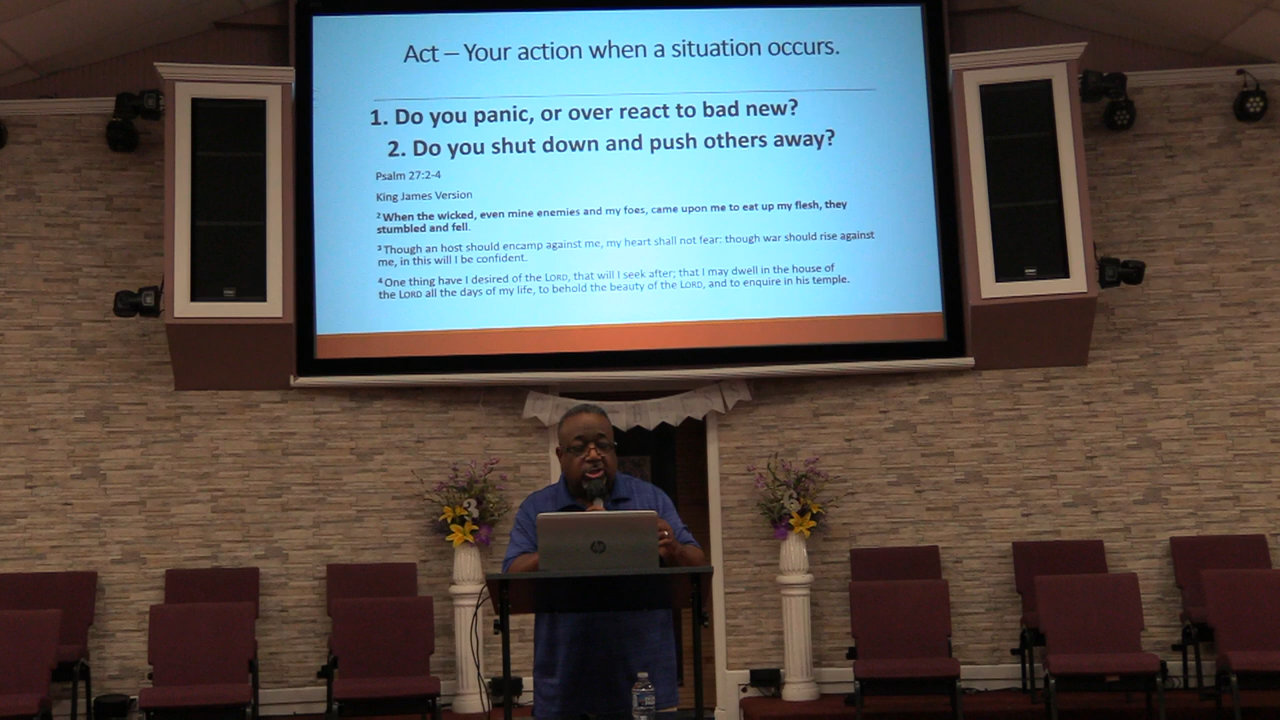 Act – Your action when a situation occurs.
1. Do you panic, or over react to bad new?
2. Do you shut down and push others away?
Psalm 27:2-4
King James Version
2 When the wicked, even mine enemies and my foes, came upon me to eat up my flesh, they
stumbled and fell.
3 Though an host should encamp against me, my heart shall not fear: though war should rise against
me, in this will I be confident.
4 One thing have I desired of the LORD, that will I seek after; that I may dwell in the house of
the LORD all the days of my life, to behold the beauty of the LORD, and to enquire in his temple.
hp